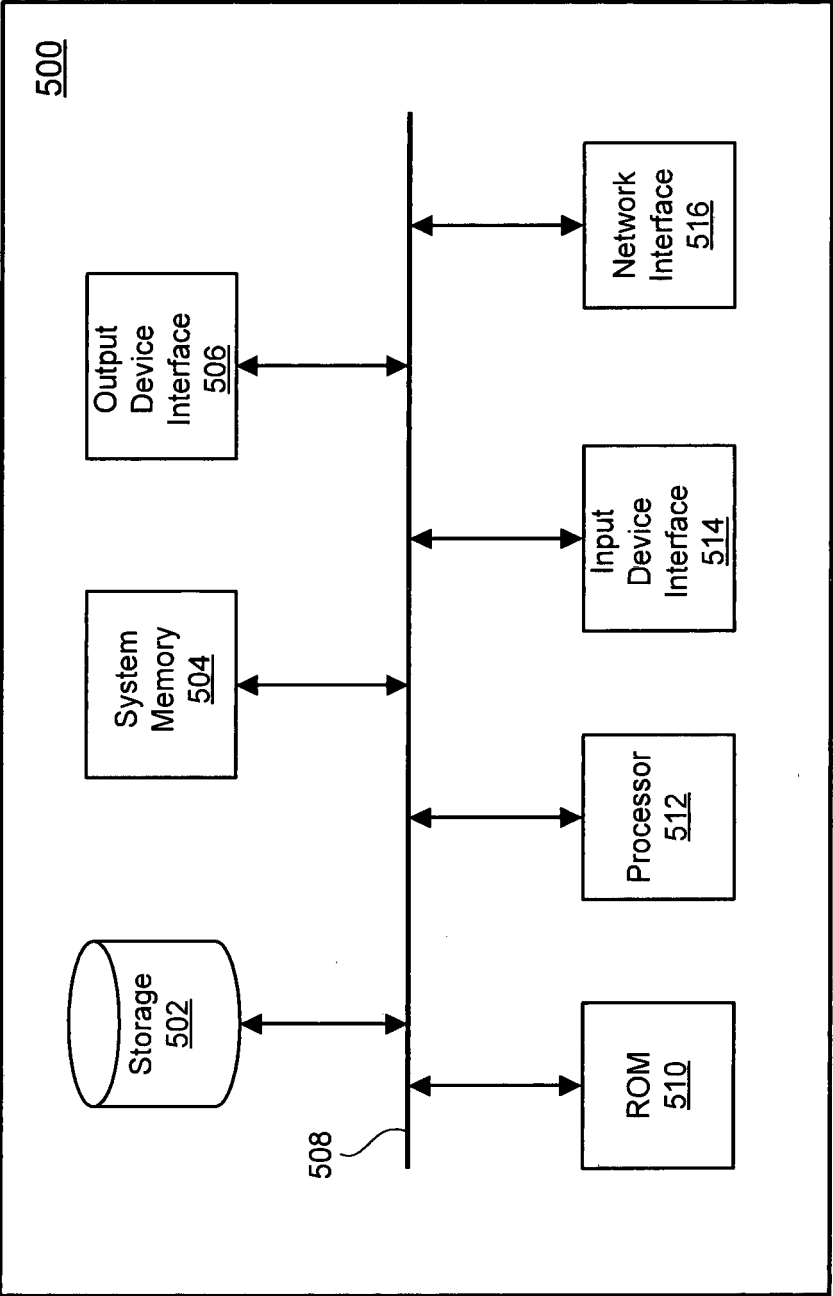 500
Storage
502
System
Memory
504
Output
Device
Interface
506
508
ROM
510
Processor
512
Input
Device
Interface
514
Network
Interface
516